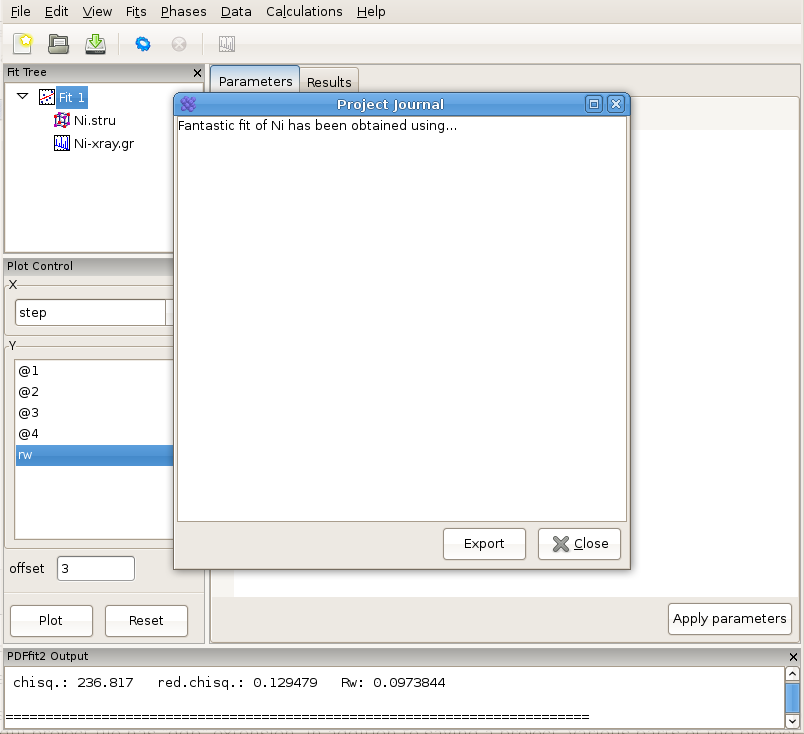 File Edit View Fits Phases Data Calculations Help
Fit Tree
Parameters Results
Fit 1
Ni.stru
Ni-xray.gr
Project Journal
Fantastic fit of Ni has been obtained using...
Plot Control
X
step
Y
@1
@2
@3
@4
rw
Export Close
offset 3
Plot Reset
Apply parameters
PDFfit2 Output
chisq.: 236.817 red.chisq.: 0.129479 Rw: 0.0973844
=========================================================================